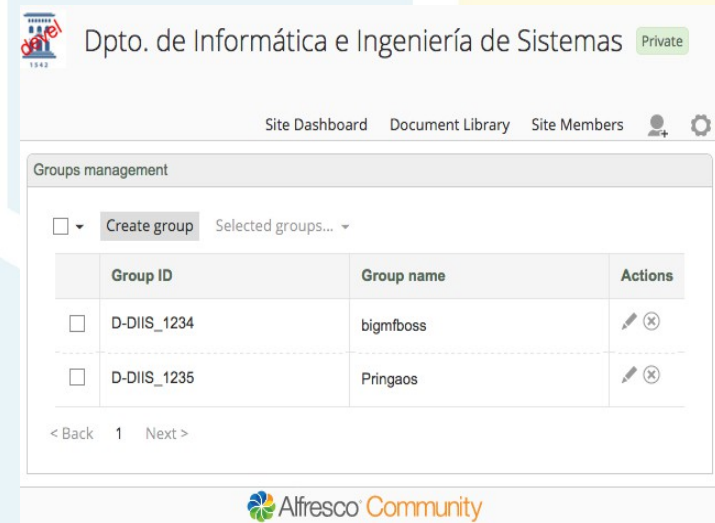 devel
1542
Dpto. de Informática e Ingeniería de Sistemas Private
Site Dashboard Document Library Site Members
Groups management
Create group Selected groups...
Group ID Group name Actions
D-DIIS_1234 bigmfboss
D-DIIS_1235 Pringaos
< Back 1 Next >
Alfresco Community